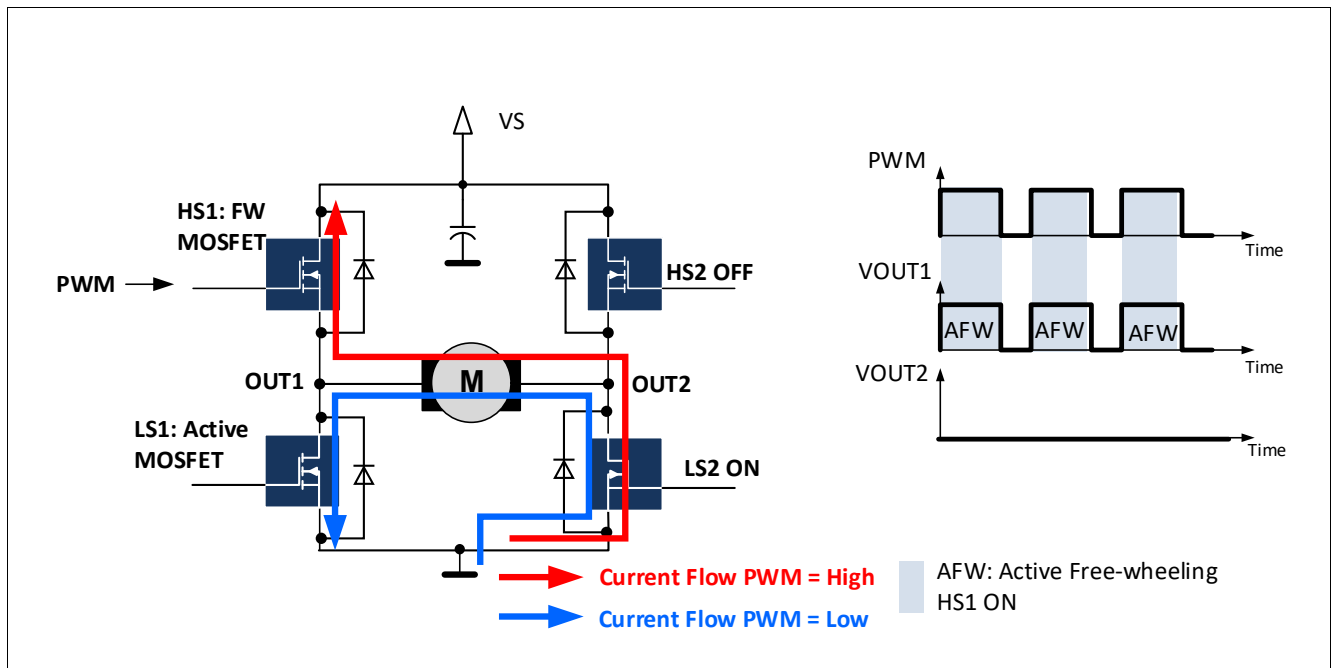 VS
HS1: FW
MOSFET
PWM
HS2 OFF
OUT1
M
OUT2
LS1: Active
MOSFET
LS2 ON
Current Flow PWM = High
Current Flow PWM = Low
PWM
Time
VOUT1
AFW
AFW
AFW
Time
VOUT2
Time
AFW: Active Free-wheeling
HS1 ON